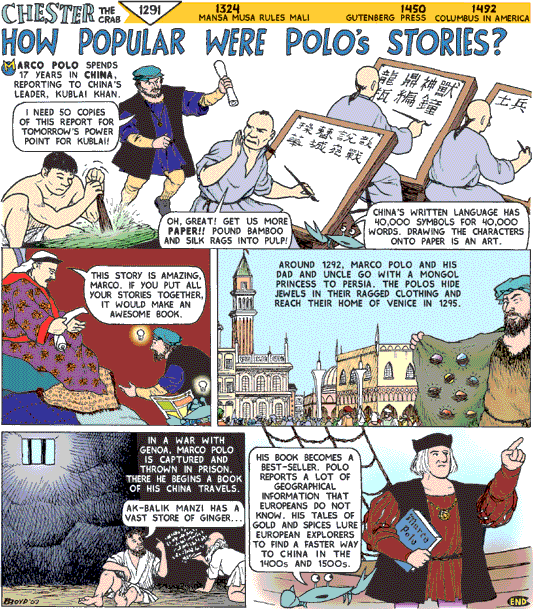 CHESTER THE CRAB
1291
1324
MANSA MUSA RULES MALI
1450
GUTENBERG PRESS
1492
COLUMBUS IN AMERICA
HOW POPULAR WERE POLO'S STORIES?
MARCO POLO SPENDS
17 YEARS IN CHINA,
REPORTING TO CHINA'S
LEADER, KUBLAI KHAN.
I NEED 50 COPIES
OF THIS REPORT FOR
TOMORROW'S POWER
POINT FOR KUBLAI!
OH, GREAT! GET US MORE
PAPER!! POUND BAMBOO
AND SILK RAGS INTO PULP!
龍鼎神獸
編鐘
士兵
CHINA'S WRITTEN LANGUAGE HAS
40,000 SYMBOLS FOR 40,000
WORDS. DRAWING THE CHARACTERS
ONTO PAPER IS AN ART.
THIS STORY IS AMAZING,
MARCO. IF YOU PUT ALL
YOUR STORIES TOGETHER,
IT WOULD MAKE AN
AWESOME BOOK.
AROUND 1292, MARCO POLO AND HIS
DAD AND UNCLE GO WITH A MONGOL
PRINCESS TO PERSIA. THE POLOS HIDE
JEWELS IN THEIR RAGGED CLOTHING AND
REACH THEIR HOME OF VENICE IN 1295.
IN A WAR WITH
GENOA, MARCO POLO
IS CAPTURED AND
THROWN IN PRISON.
THERE HE BEGINS A BOOK
OF HIS CHINA TRAVELS.
AK-BALIK MANZI HAS A
VAST STORE OF GINGER...
BOYD '03
HIS BOOK BECOMES A
BEST-SELLER. POLO
REPORTS A LOT OF
GEOGRAPHICAL
INFORMATION THAT
EUROPEANS DO NOT
KNOW. HIS TALES OF
GOLD AND SPICES LURE
EUROPEAN EXPLORERS
TO FIND A FASTER WAY
TO CHINA IN THE
1400s AND 1500s.
Marco
Polo
END